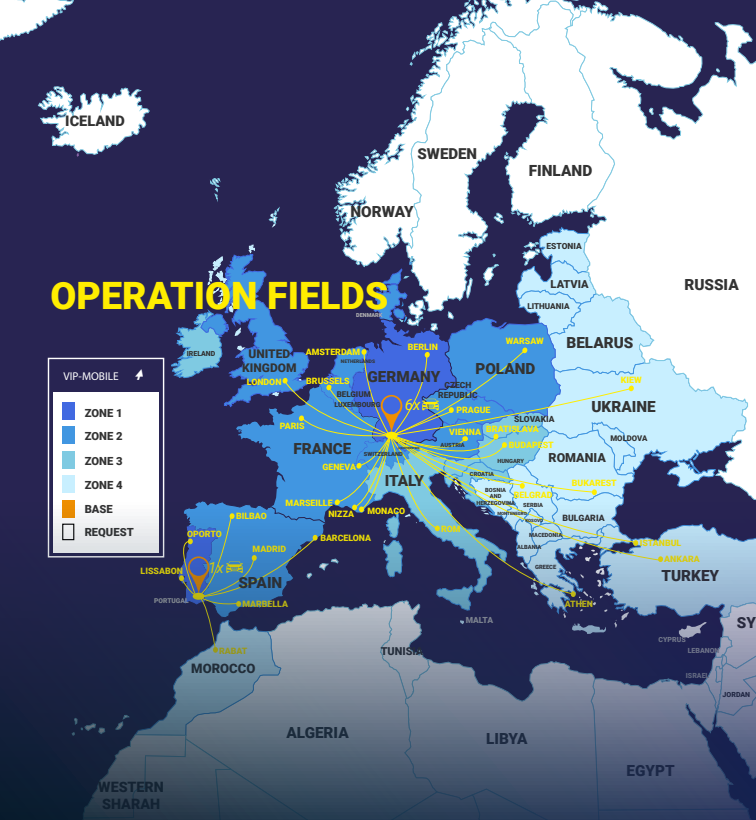 ICELAND
SWEDEN
FINLAND
NORWAY
ESTONIA
RUSSIA
LATVIA
LITHUANIA
OPERATION FIELDS
DENMARK
BELARUS
IRELAND
UNITED
KINGDOM
AMSTERDAM
NETHERLANDS
BERLIN
WARSAW
POLAND
GERMANY
LONDON
BRUSSELS
BELGIUM
LUXEMBOURG
CZECH
REPUBLIC
KIEW
UKRAINE
6x
PRAGUE
SLOVAKIA
PARIS
VIENNA
BRATISLAVA
MOLDOVA
FRANCE
AUSTRIA
BUDAPEST
SWITZERLAND
HUNGARY
ROMANIA
GENEVA
ITALY
CROATIA
BUKAREST
BOSNIA
AND
HERZEGOVINA
BELGRAD
SERBIA
MARSEILLE
NIZZA
MONACO
MONTENEGRO
KOSOVO
BULGARIA
BILBAO
ROM
OPORTO
BARCELONA
MACEDONIA
ISTANBUL
MADRID
ALBANIA
ANKARA
LISSABON
1x
SPAIN
GREECE
TURKEY
PORTUGAL
MARBELLA
ATHEN
MALTA
CYPRUS
SY
RABAT
TUNISIA
LEBANON
MOROCCO
ISRAEL
JORDAN
ALGERIA
LIBYA
EGYPT
WESTERN
SHARAH
VIP-MOBILE
ZONE 1
ZONE 2
ZONE 3
ZONE 4
BASE
REQUEST